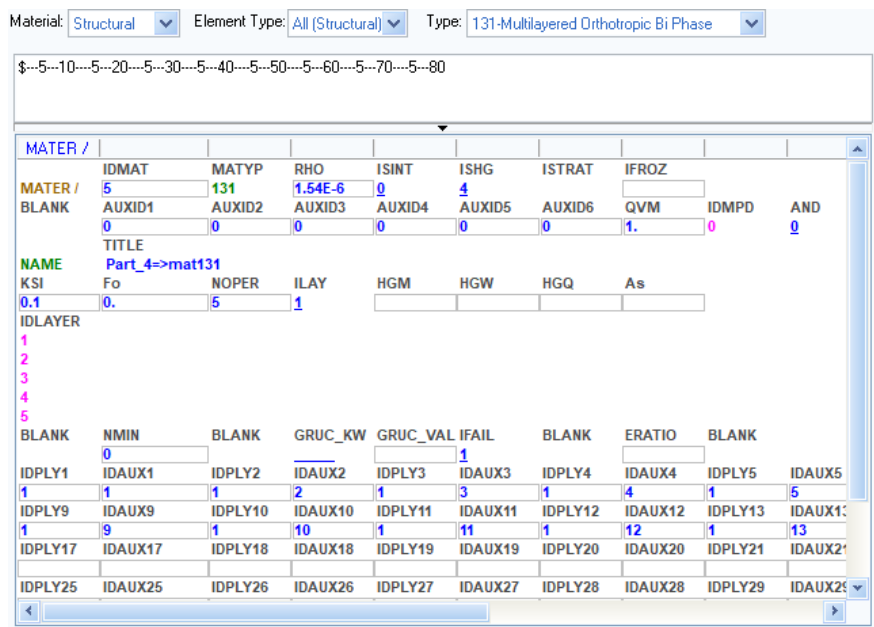 Material: Structural Element Type: All (Structural) Type: 131-Multilayered Orthotropic Bi Phase
$---5---10----5---20---5---30----5---40----5---50----5---60----5---70----5---80
MATER /
IDMAT MATYP RHO ISINT ISHG ISTRAT IFROZ
MATER / 5 131 1.54E-6 0 4
BLANK AUXID1 AUXID2 AUXID3 AUXID4 AUXID5 AUXID6 QVM IDMPD AND
0 0 0 0 0 0 1. 0 0
TITLE
NAME Part_4=>mat131
KSI Fo NOPER ILAY HGM HGW HGQ As
0.1 0. 5 1
IDLAYER
1
2
3
4
5
BLANK NMIN BLANK GRUC_KW GRUC_VAL IFAIL BLANK ERATIO BLANK
0 1
IDPLY1 IDAUX1 IDPLY2 IDAUX2 IDPLY3 IDAUX3 IDPLY4 IDAUX4 IDPLY5 IDAUX5
1 1 1 2 1 3 1 4 1 5
IDPLY9 IDAUX9 IDPLY10 IDAUX10 IDPLY11 IDAUX11 IDPLY12 IDAUX12 IDPLY13 IDAUX13
1 9 1 10 1 11 1 12 1 13
IDPLY17 IDAUX17 IDPLY18 IDAUX18 IDPLY19 IDAUX19 IDPLY20 IDAUX20 IDPLY21 IDAUX21
IDPLY25 IDAUX25 IDPLY26 IDAUX26 IDPLY27 IDAUX27 IDPLY28 IDAUX28 IDPLY29 IDAUX29